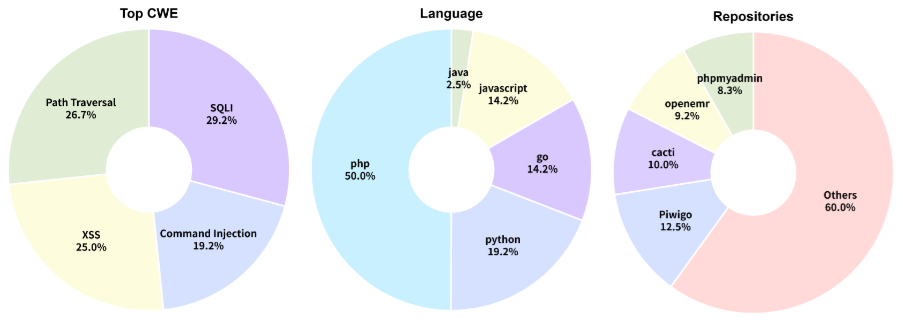 Top CWE
Path Traversal
26.7%
SQLI
29.2%
XSS
25.0%
Command Injection
19.2%
Language
java
2.5%
javascript
14.2%
php
50.0%
go
14.2%
python
19.2%
Repositories
phpmyadmin
8.3%
openemr
9.2%
cacti
10.0%
Piwigo
12.5%
Others
60.0%